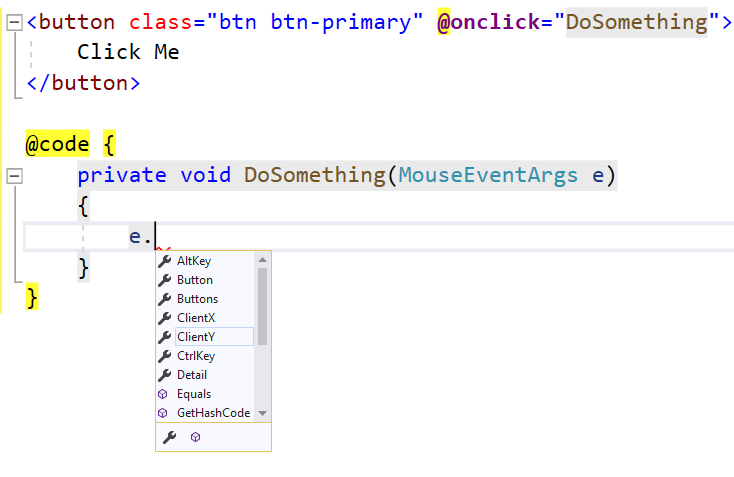 <button class="btn btn-primary" @onclick="DoSomething">
    Click Me
</button>
@code {
    private void DoSomething(MouseEventArgs e)
    {
        e.
AltKey
Button
Buttons
ClientX
ClientY
CtrlKey
Detail
Equals
GetHashCode
    }
}